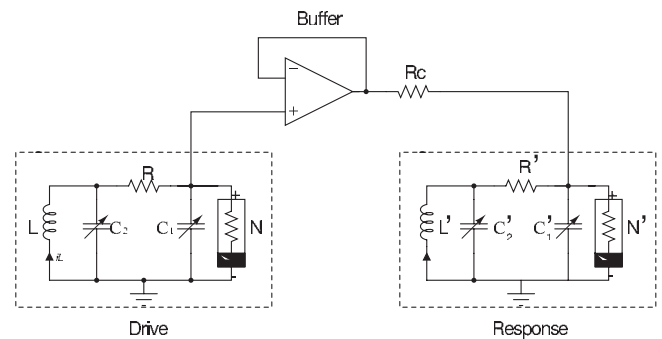 Buffer
−
+
Rc
R
+
L
C₂
C₁
N
iL
-
R'
+
L'
C'₂
C'₁
N'
-
Drive
Response